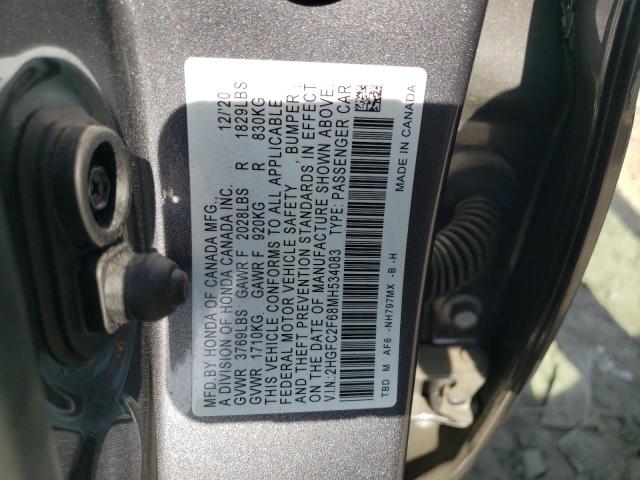 MFD.BY HONDA OF CANADA MFG., 12/20
A DIVISION OF HONDA CANADA INC.
GVWR 3769LBS GAWR F 2028LBS R 1829LBS
GVWR 1710KG GAWR F 920KG R 830KG
THIS VEHICLE CONFORMS TO ALL APPLICABLE
FEDERAL MOTOR VEHICLE SAFETY, BUMPER,
AND THEFT PREVENTION STANDARDS IN EFFECT
ON THE DATE OF MANUFACTURE SHOWN ABOVE.
V.I.N.:2HGFC2F68MH534083 TYPE: PASSENGER CAR
TBD M AF6 -NH797MX -B -H MADE IN CANADA